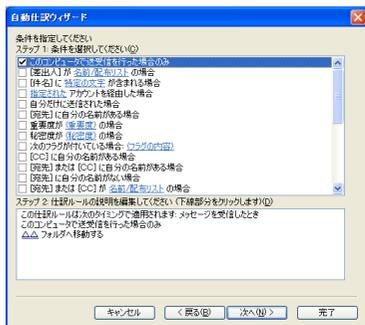 自動仕訳ウィザード
条件を指定してください
ステップ 1: 条件を選択してください(C)
このコンピュータで送受信を行った場合のみ
[差出人] が 名前/配布リスト の場合
[件名] に 特定の文字 が含まれる場合
指定された アカウントを経由した場合
自分だけに送信された場合
[宛先] に自分の名前がある場合
重要度が (重要度) の場合
秘密度が (秘密度) の場合
次のフラグが付いている場合: (フラグの内容)
[CC] に自分の名前がある場合
[宛先] または [CC] に自分の名前がある場合
[宛先] に自分の名前がない場合
[宛先] または [CC] が 名前/配布リスト の場合
ステップ 2: 仕訳ルールの説明を編集してください (下線部分をクリックします)(D)
この仕訳ルールは次のタイミングで適用されます: メッセージを受信したとき
このコンピュータで送受信を行った場合のみ
△△ フォルダへ移動する
キャンセル
< 戻る(B)
次へ(N) >
完了